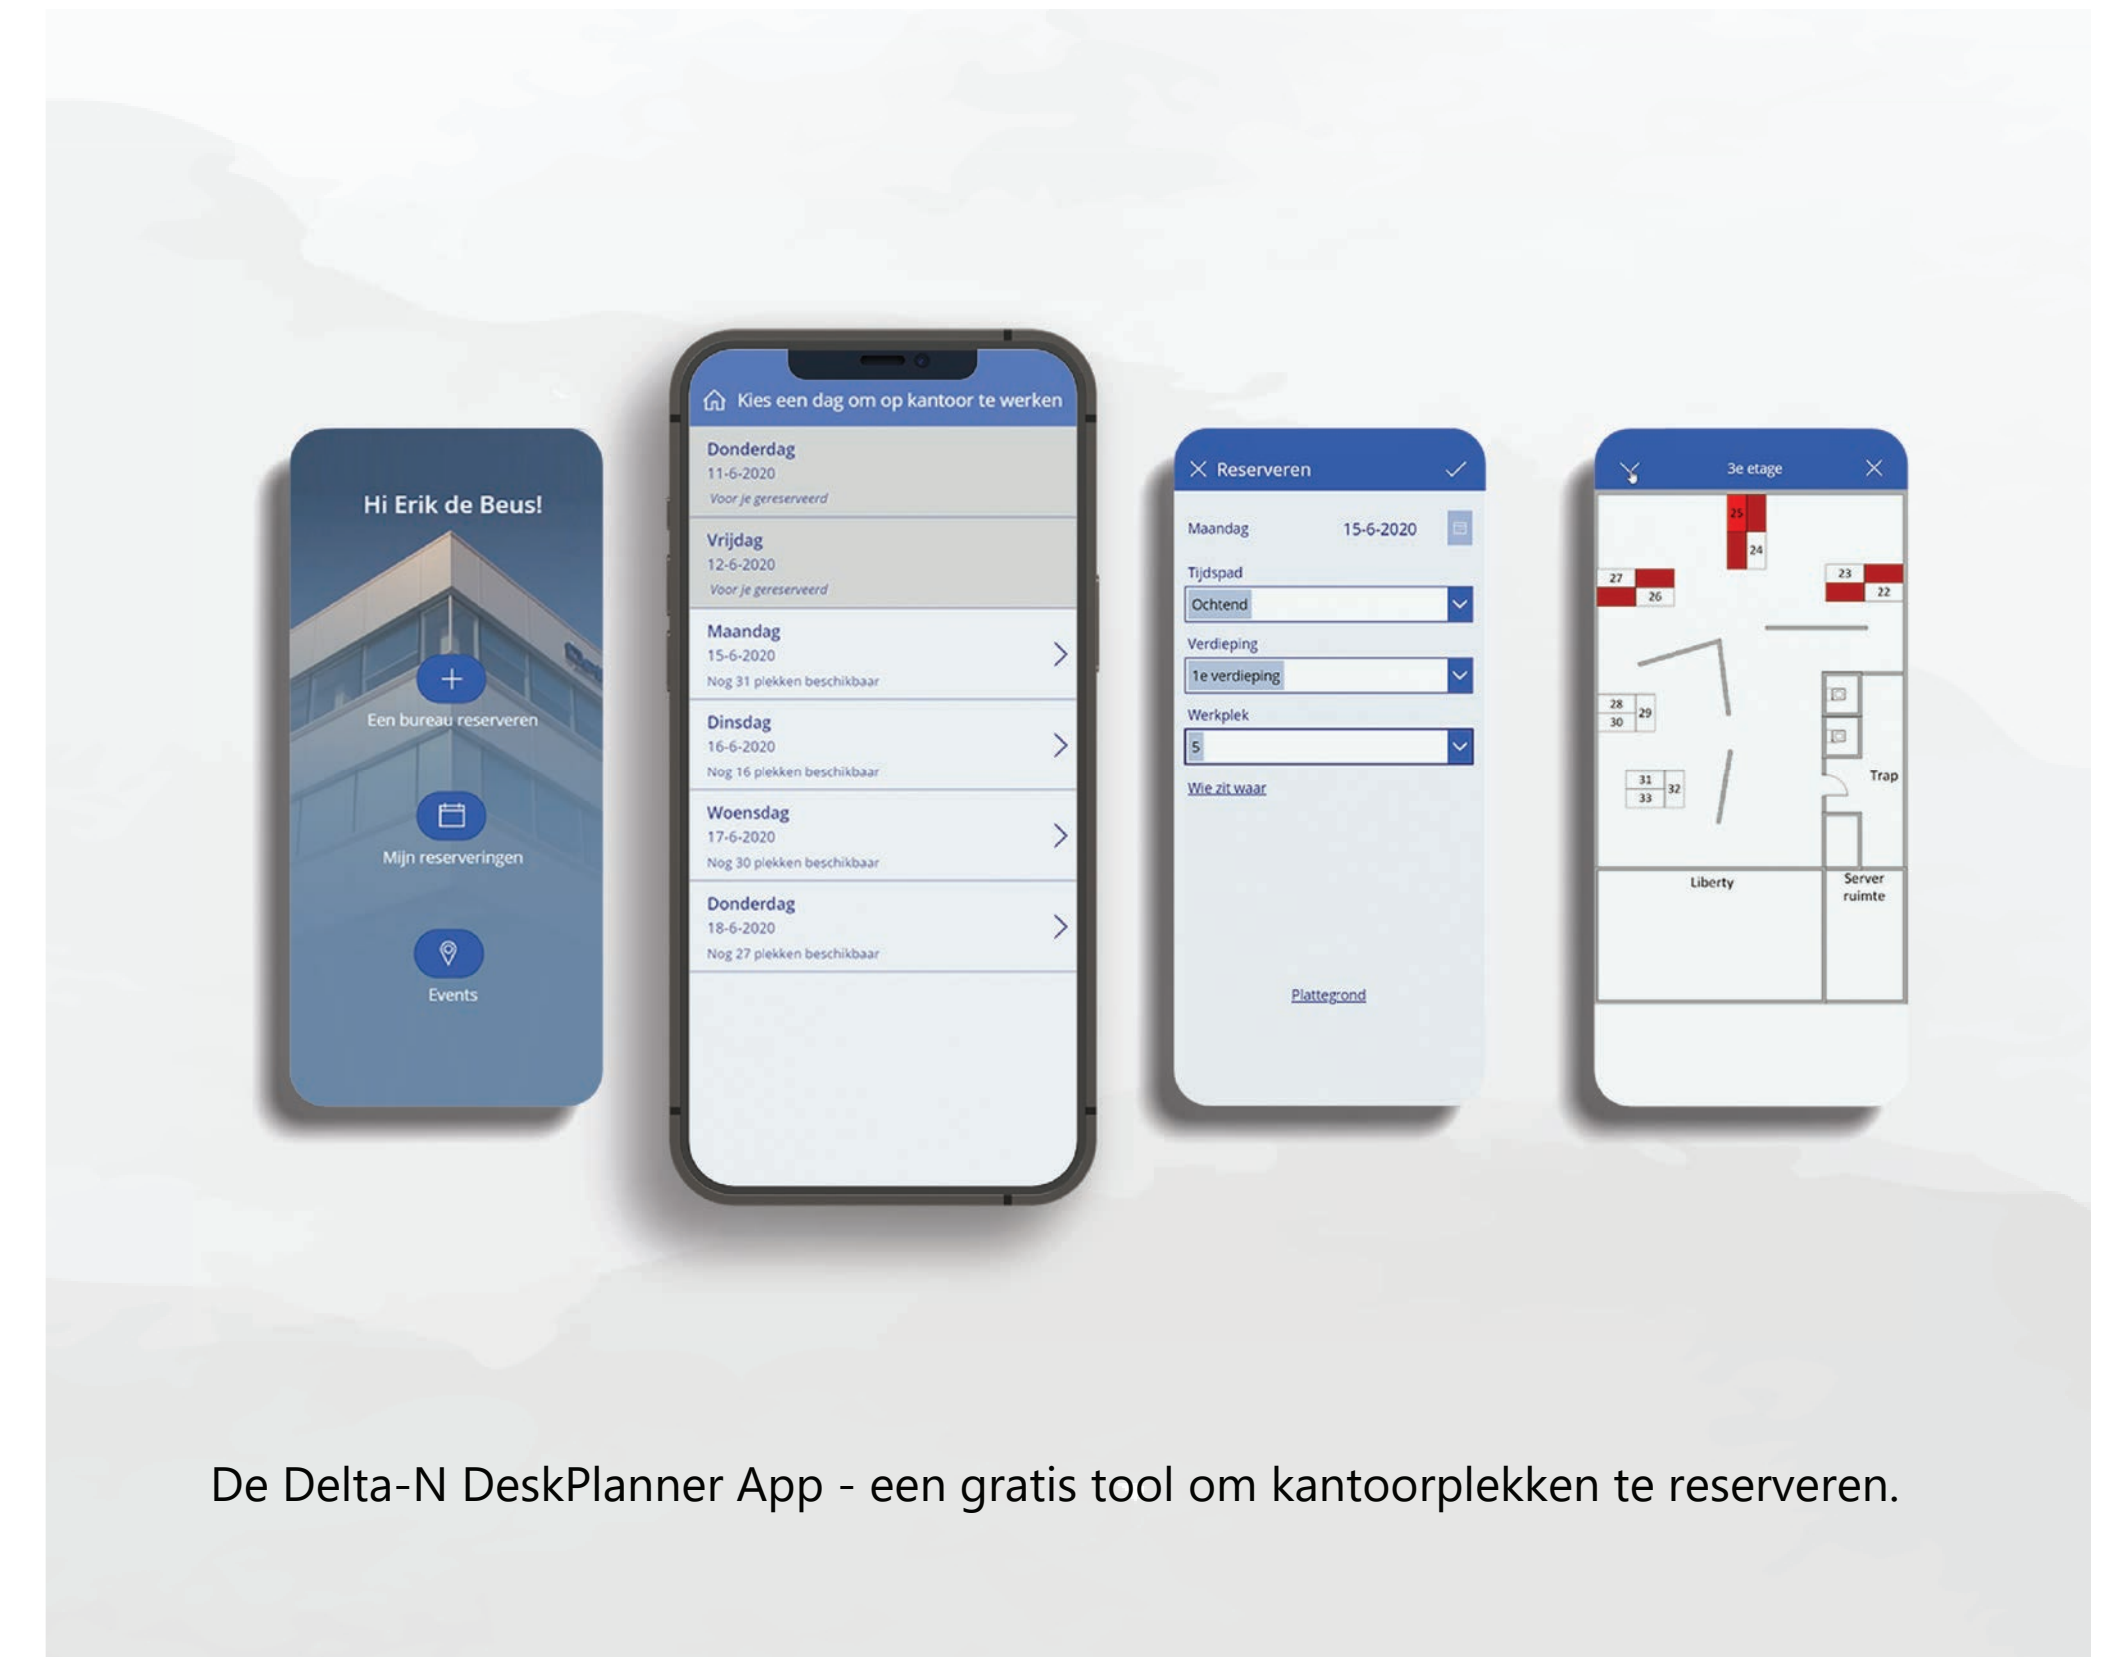 Hi Erik de Beus!
Een bureau reserveren
Mijn reserveringen
Events
Kies een dag om op kantoor te werken
Donderdag
11-6-2020
Voor je gereserveerd
Vrijdag
12-6-2020
Voor je gereserveerd
Maandag
15-6-2020
Nog 31 plekken beschikbaar
Dinsdag
16-6-2020
Nog 16 plekken beschikbaar
Woensdag
17-6-2020
Nog 30 plekken beschikbaar
Donderdag
18-6-2020
Nog 27 plekken beschikbaar
Reserveren
Maandag 15-6-2020
Tijdspad
Ochtend
Verdieping
1e verdieping
Werkplek
5
Wie zit waar
Plattegrond
3e etage
25
24
27
26
23
22
28
29
30
31
32
33
Trap
Liberty
Server
ruimte
De Delta-N DeskPlanner App - een gratis tool om kantoorplekken te reserveren.